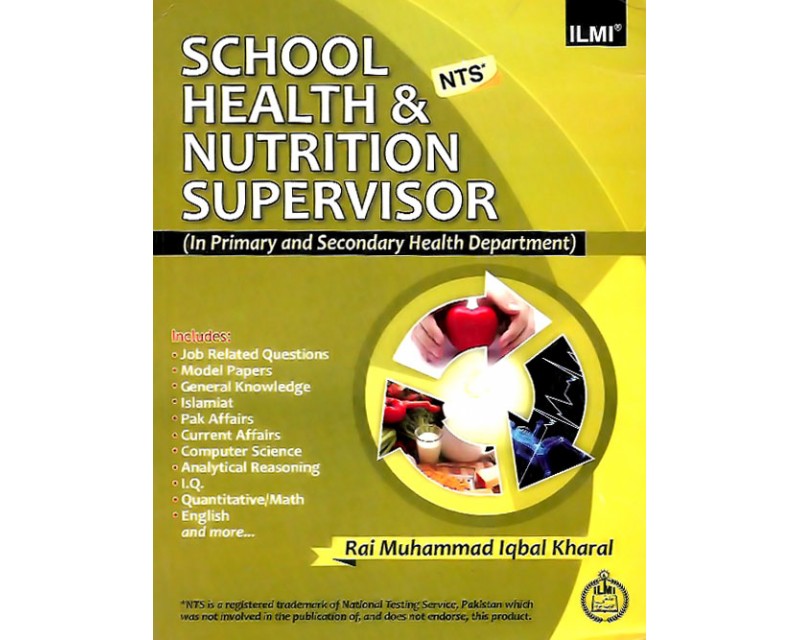 ILMI®
SCHOOL
HEALTH &
NUTRITION
SUPERVISOR
NTS*
(In Primary and Secondary Health Department)
Includes:
• Job Related Questions
• Model Papers
• General Knowledge
• Islamiat
• Pak Affairs
• Current Affairs
• Computer Science
• Analytical Reasoning
• I.Q.
• Quantitative/Math
• English
and more...
Rai Muhammad Iqbal Kharal
ILMI
*NTS is a registered trademark of National Testing Service, Pakistan which
was not involved in the publication of, and does not endorse, this product.